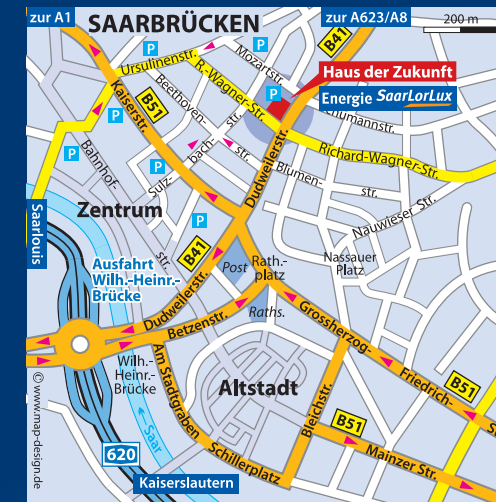 zur A1
SAARBRÜCKEN
zur A623/A8
200 m
B41
P
Mozartstr.
Ursulinenstr.
P
R.-Wagner-Str.
Haus der Zukunft
P
Energie SaarLorLux
Kaiserstr.
B51
P
Beethoven-
str.
P
Schumannstr.
Bahnhof-
str.
P
P
Sulz-
bach-
str.
Dudweilerstr.
Richard-Wagner-Str.
Blumen-
str.
Zentrum
P
Nauwieser Str.
Saarlouis
B41
Ausfahrt
Wilh.-Heinr.-
Brücke
Post
Rath.-
platz
Nassauer
Platz
Dudweilerstr.
Betzenstr.
Raths.
Grossherzog-
Friedrich-
Wilh.-
Heinr.-
Brücke
Am Stadtgraben
Altstadt
Bleichstr.
B51
B51
Saar
© www.map-design.de
620
Schillerplatz
Mainzer Str.
Kaiserslautern